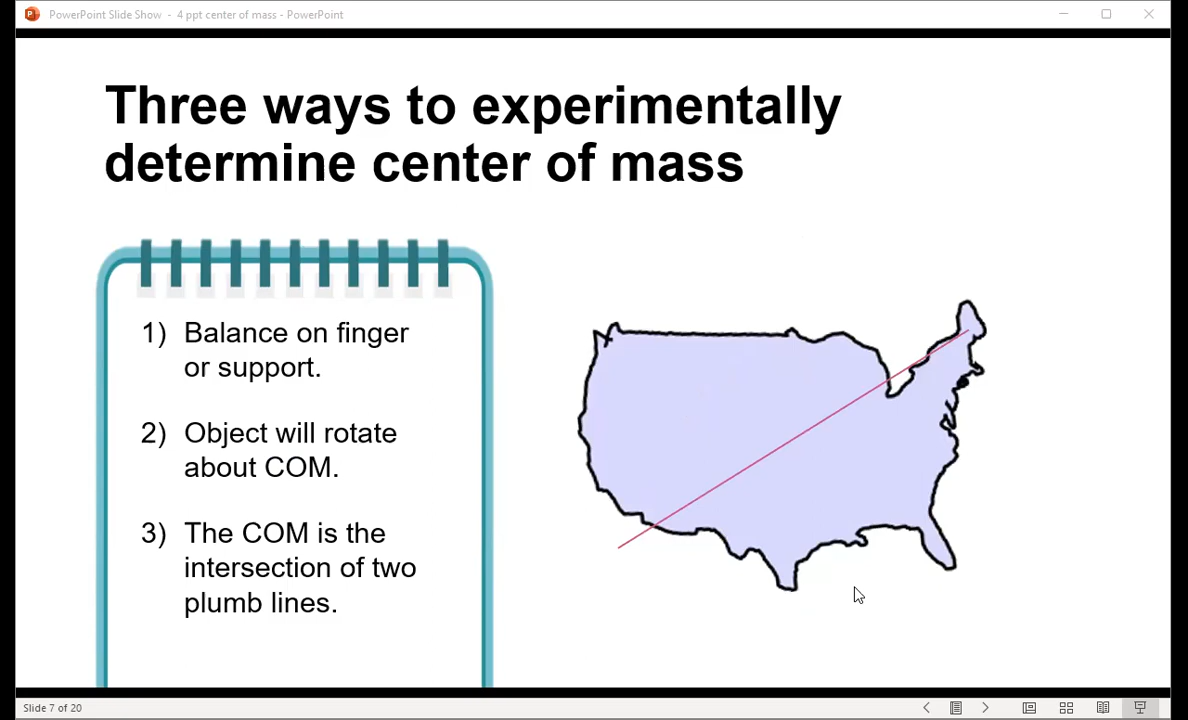 PowerPoint Slide Show - 4 ppt center of mass - PowerPoint
Three ways to experimentally
determine center of mass
1) Balance on finger
or support.
2) Object will rotate
about COM.
3) The COM is the
intersection of two
plumb lines.
Slide 7 of 20